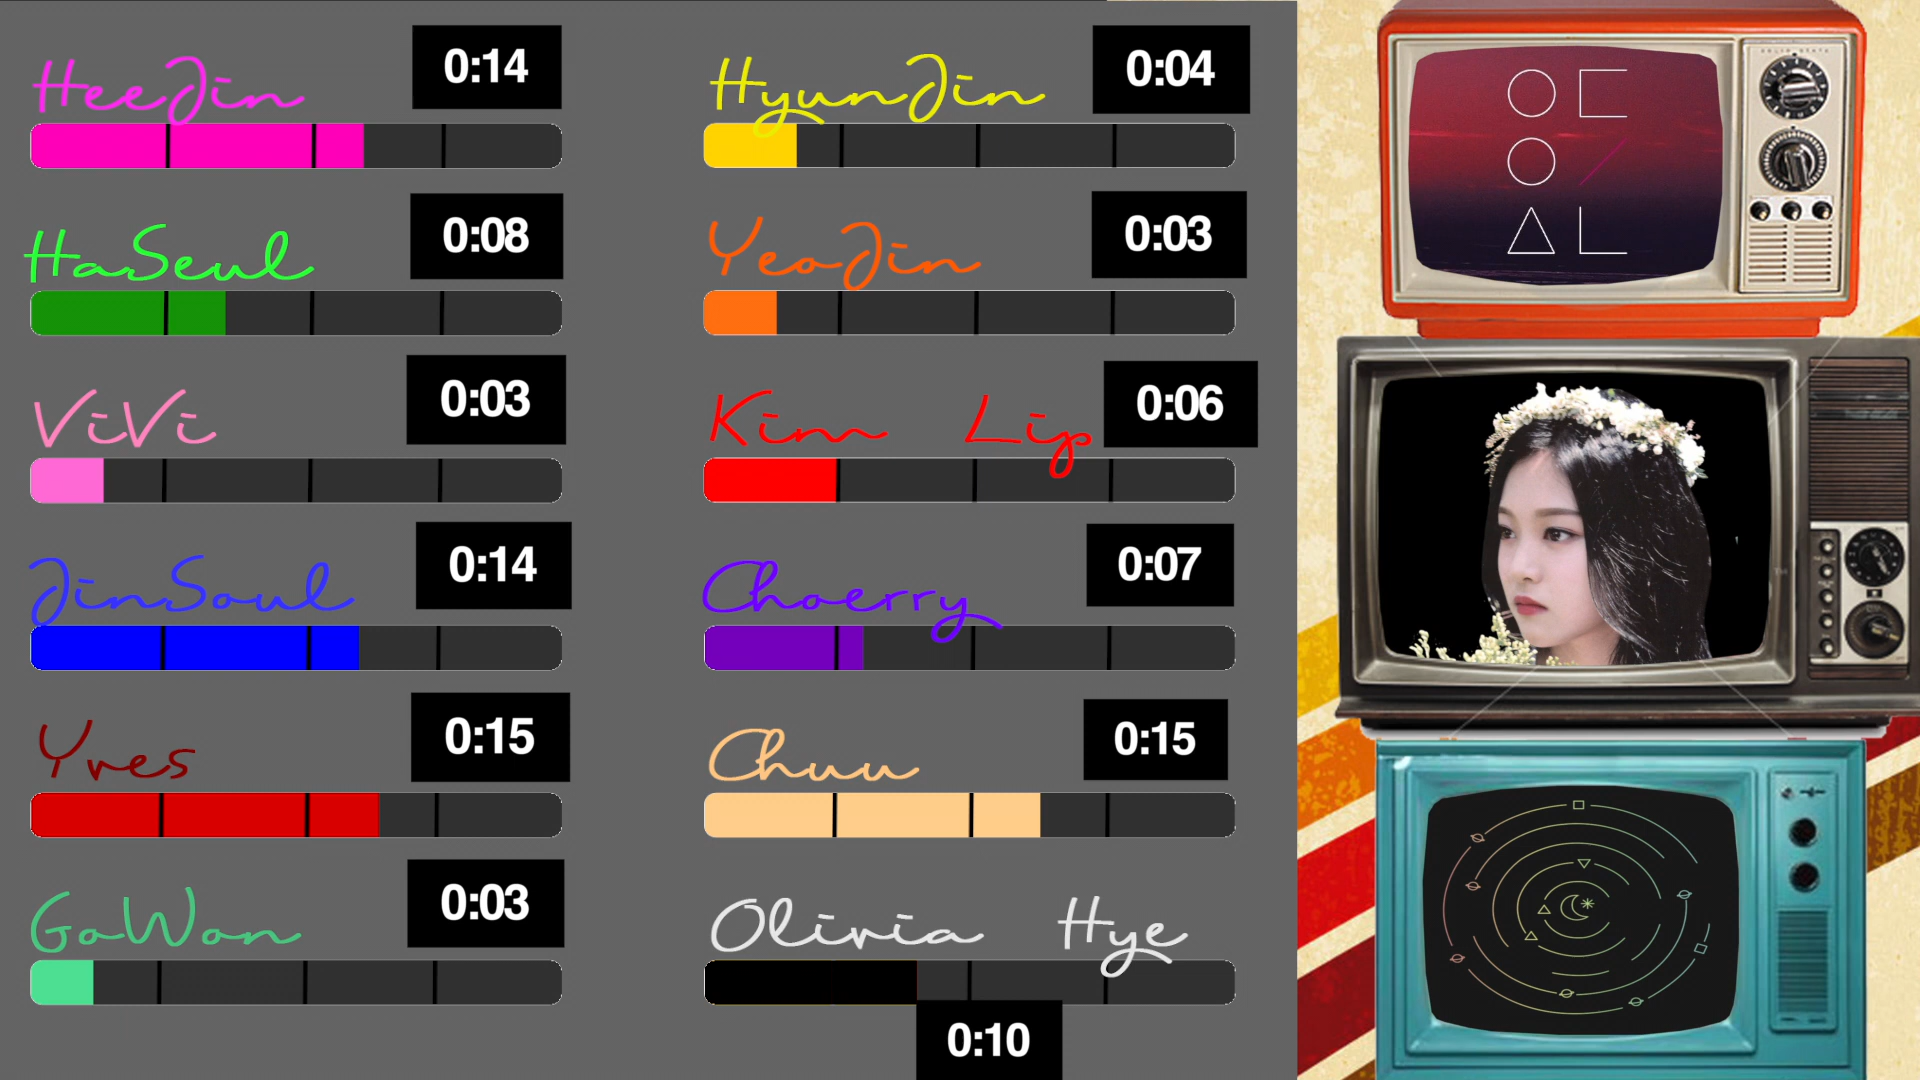 HeeJin 0:14
HyunJin 0:04
HaSeul 0:08
YeoJin 0:03
ViVi 0:03
Kim Lip 0:06
JinSoul 0:14
Choerry 0:07
Yves 0:15
Chuu 0:15
GoWon 0:03
Olivia Hye
0:10